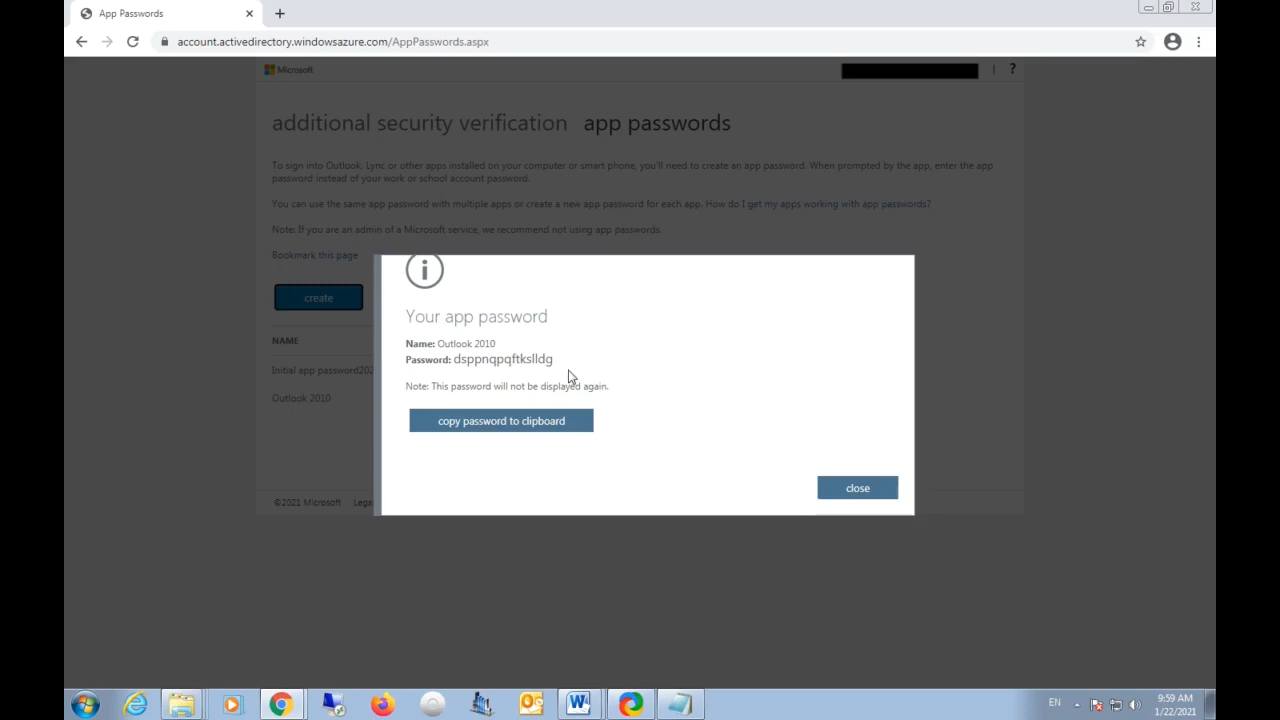 App Passwords
account.activedirectory.windowsazure.com/AppPasswords.aspx
Microsoft
| ?
additional security verification app passwords
To sign into Outlook, Lync or other apps installed on your computer or smart phone, you'll need to create an app password. When prompted by the app, enter the app
password instead of your work or school account password.
You can use the same app password with multiple apps or create a new app password for each app. How do I get my apps working with app passwords?
Note: If you are an admin of a Microsoft service, we recommend not using app passwords.
Bookmark this page
create
NAME
Initial app password202
Outlook 2010
Your app password
Name: Outlook 2010
Password: dsppnqpqftkslldg
Note: This password will not be displayed again.
copy password to clipboard
close
©2021 Microsoft Lega
EN
9:59 AM
1/22/2021